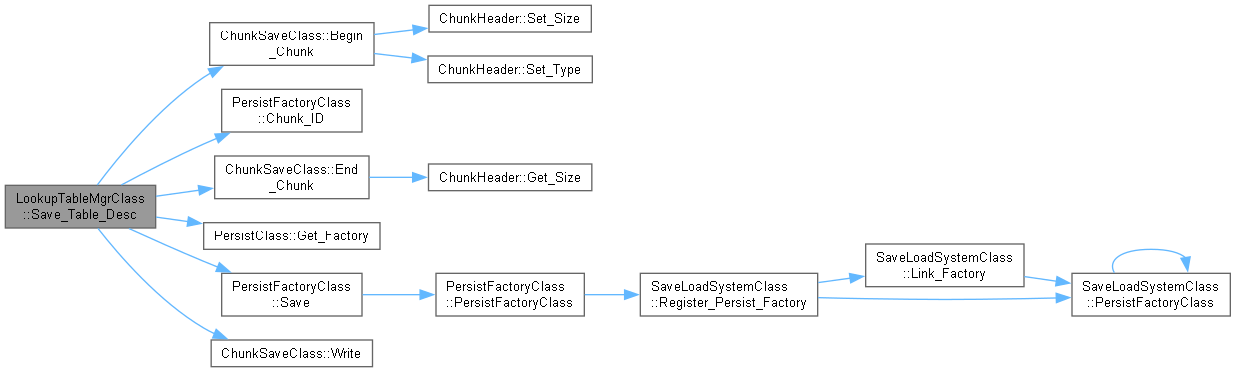 ChunkHeader::Set_Size
ChunkSaveClass::Begin
_Chunk
ChunkHeader::Set_Type
PersistFactoryClass
::Chunk_ID
ChunkSaveClass::End
_Chunk
ChunkHeader::Get_Size
LookupTableMgrClass
::Save_Table_Desc
PersistClass::Get_Factory
SaveLoadSystemClass
::Link_Factory
PersistFactoryClass
::Save
PersistFactoryClass
::PersistFactoryClass
SaveLoadSystemClass
::Register_Persist_Factory
SaveLoadSystemClass
::PersistFactoryClass
ChunkSaveClass::Write